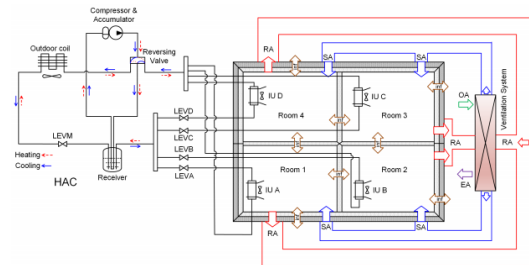 Compressor &
Accumulator
Outdoor coil
Reversing
Valve
RA
SA
SA
Ventilation System
IU D
IU C
LEVD
LEVC
Room 4
Room 3
OA
LEVM
LEVB
RA
RA
Heating
Cooling
Receiver
LEVA
Room 1
Room 2
HAC
IU A
IU B
EA
RA
SA
SA